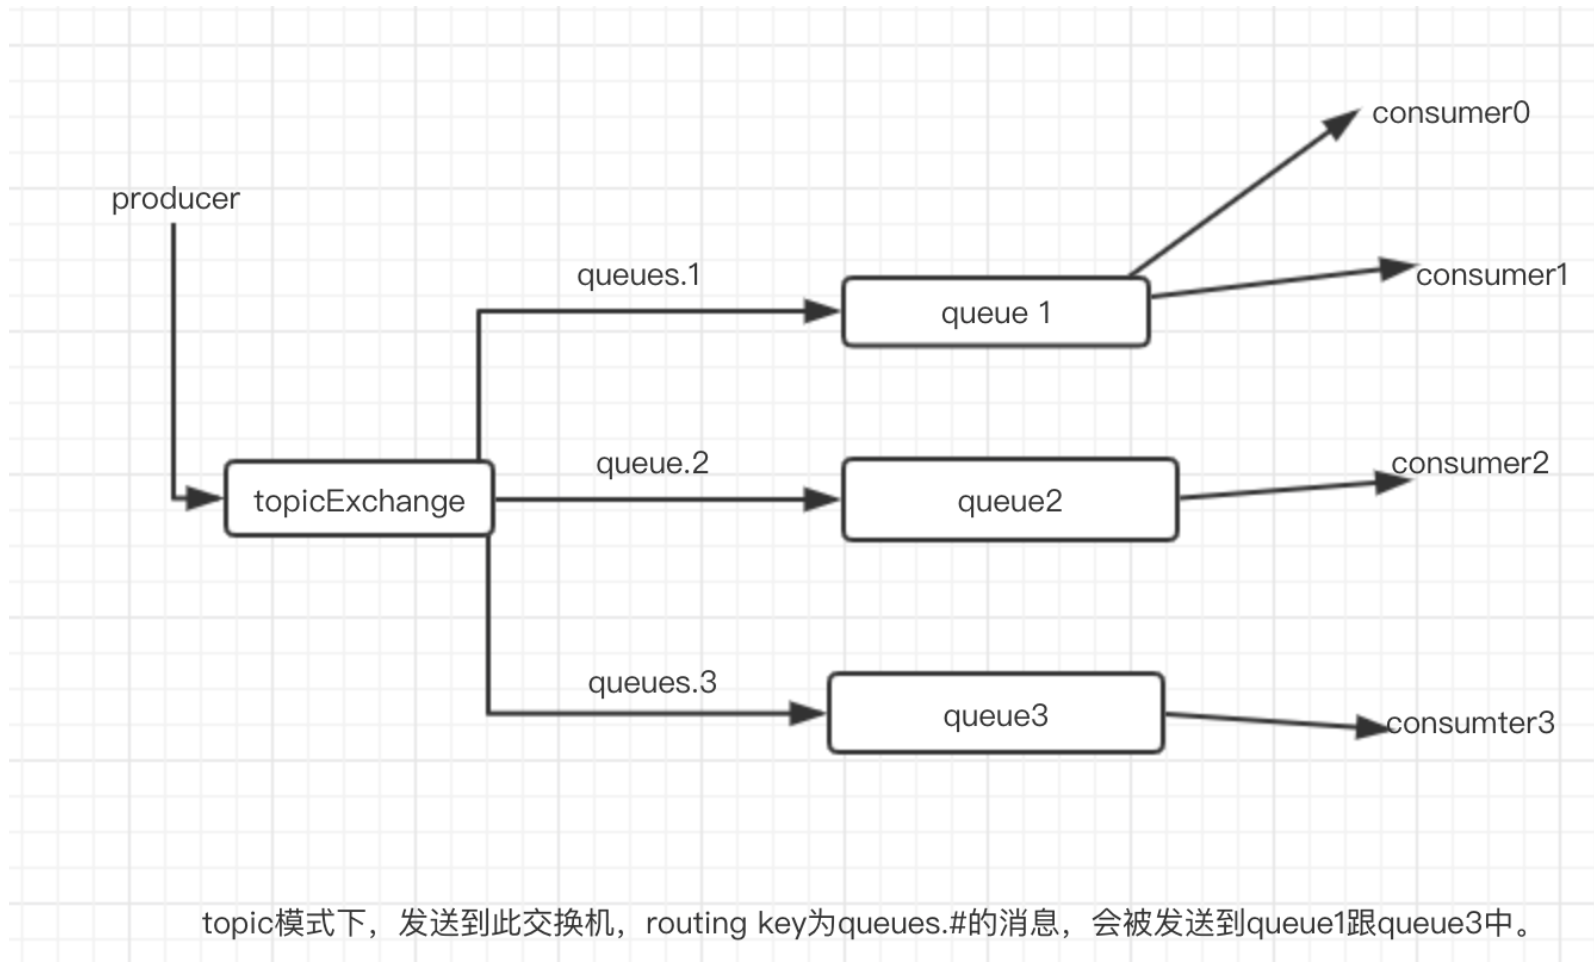 consumer0
producer
queues.1
consumer1
queue 1
queue.2
consumer2
topicExchange
queue2
queues.3
queue3
consumter3
topic模式下，发送到此交换机，routing key为queues.#的消息，会被发送到queue1跟queue3中。